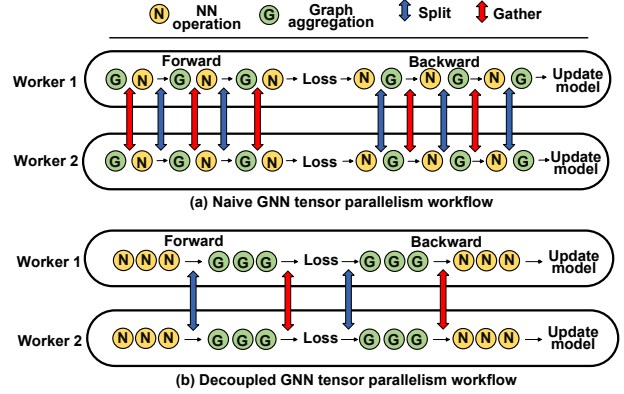 N NN operation G Graph aggregation Split Gather
Forward Backward
Worker 1 G N G N G N Loss N G N G N G Update model
Worker 2 G N G N G N Loss N G N G N G Update model
(a) Naive GNN tensor parallelism workflow
Forward Backward
Worker 1 N N N G G G Loss G G G N N N Update model
Worker 2 N N N G G G Loss G G G N N N Update model
(b) Decoupled GNN tensor parallelism workflow